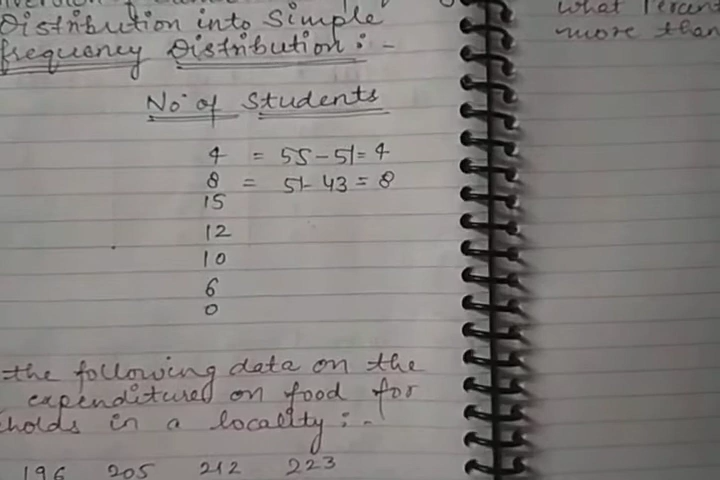 Distribution into Simple
frequency Distribution : -
No of Students
4 = 55 - 51 = 4
8 = 51 - 43 = 8
15
12
10
6
0
the following data on the
expenditure on food for
holds in a locality : -
196 205 212 223
what
more than